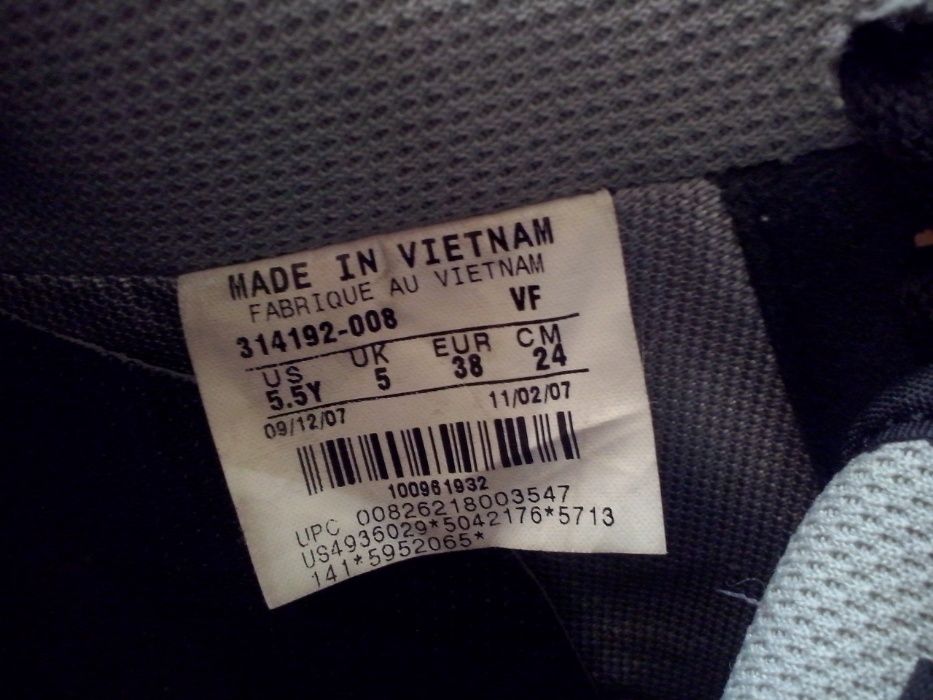 MADE IN VIETNAM
FABRIQUE AU VIETNAM
314192-008 VF
US UK EUR CM
5.5Y 5 38 24
09/12/07 11/02/07
100961932
UPC 00826218003547
US4936029*5042176*5713
141*5952065*